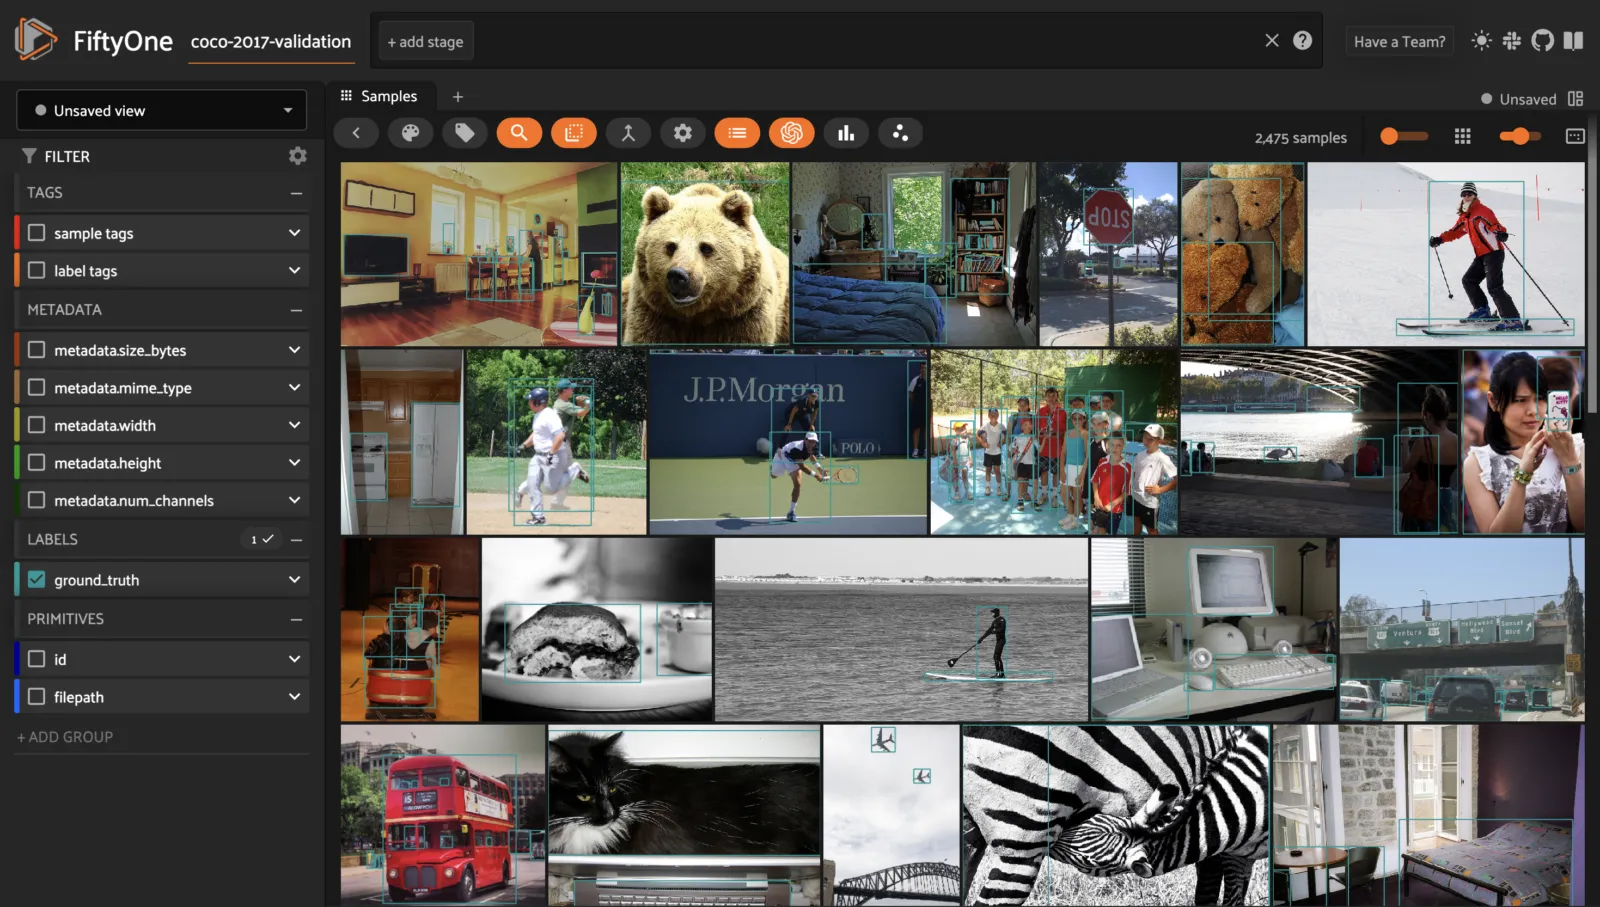 FiftyOne
coco-2017-validation
+ add stage
Have a Team?
Unsaved view
Samples
+
Unsaved
2,475 samples
FILTER
TAGS
sample tags
label tags
METADATA
metadata.size_bytes
metadata.mime_type
metadata.width
metadata.height
metadata.num_channels
LABELS
1
ground_truth
PRIMITIVES
id
filepath
+ ADD GROUP
STOP
J.P.Morgan
POLO
Ventura
Hollywood Blvd
Sunset Blvd
15